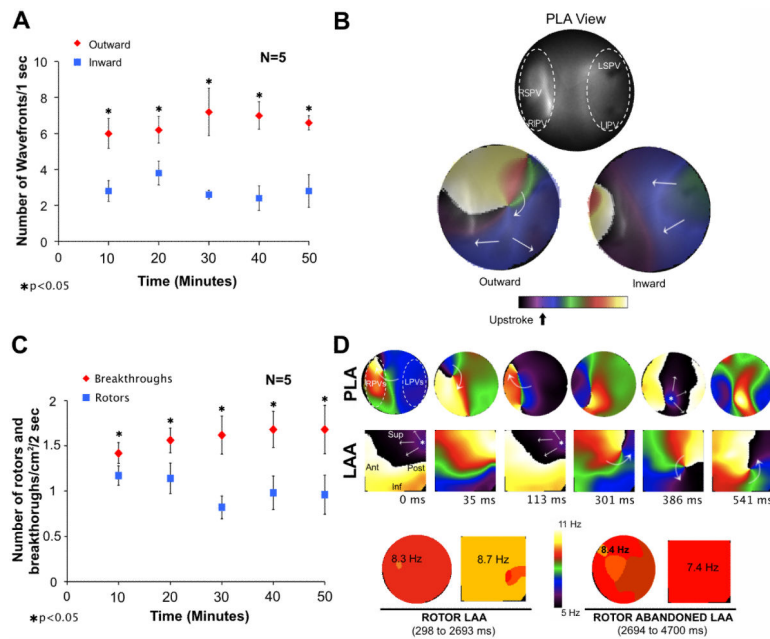 A
Outward
Inward
N=5
Number of Wavefronts/1 sec
10
8
6
4
2
0
0 10 20 30 40 50
Time (Minutes)
*p<0.05
B
PLA View
LSPV
RSPV
RIPV
LIPV
Outward
Inward
Upstroke
C
Breakthroughs
Rotors
N=5
Number of rotors and
breakthoroughs/cm²/2 sec
2
1.5
1
0.5
0
0 10 20 30 40 50
Time (Minutes)
*p<0.05
D
PLA
RPVs
LPVs
LAA
Sup
Ant
Post
Inf
0 ms 35 ms 113 ms 301 ms 386 ms 541 ms
11 Hz
5 Hz
8.3 Hz
8.7 Hz
8.4 Hz
7.4 Hz
ROTOR LAA
(298 to 2693 ms)
ROTOR ABANDONED LAA
(2694 to 4700 ms)